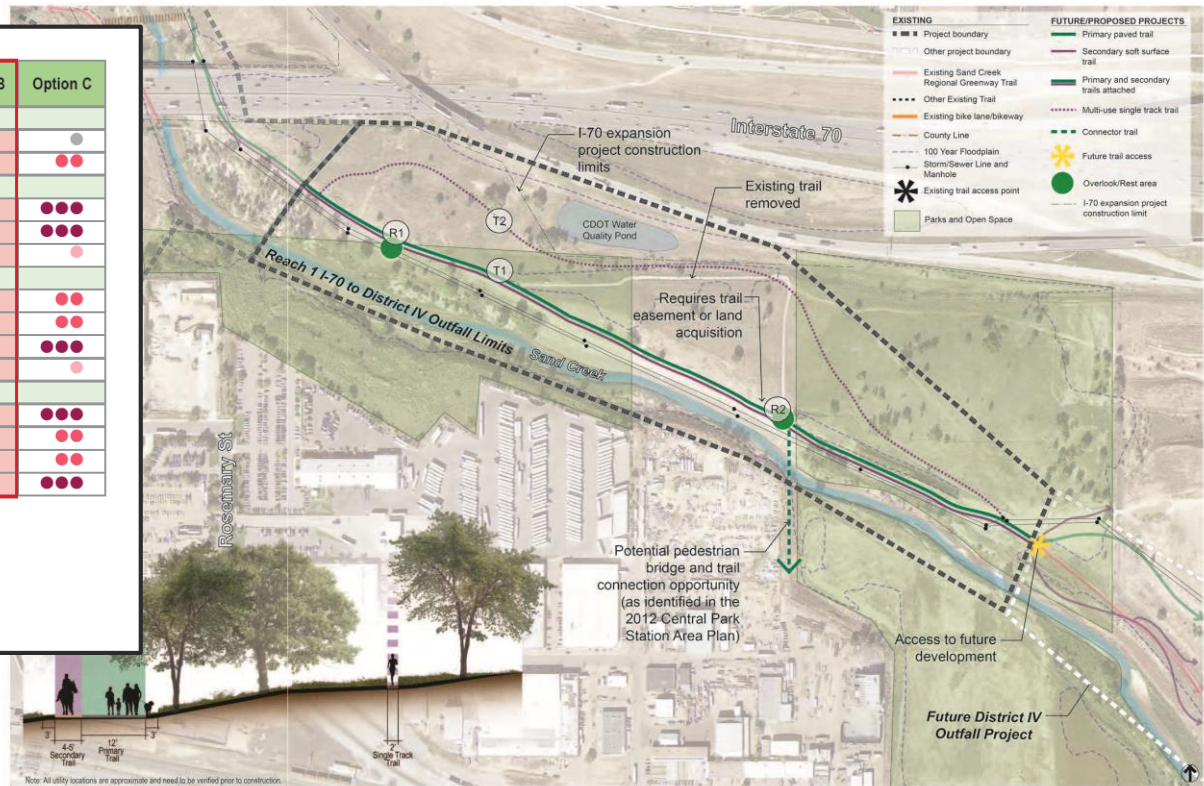 B
Option C
EXISTING
Project boundary
Other project boundary
Existing Sand Creek
Regional Greenway Trail
Other Existing Trail
Existing bike lane/bikeway
County Line
100 Year Floodplain
Storm/Sewer Line and
Manhole
Existing trail access point
Parks and Open Space
FUTURE/PROPOSED PROJECTS
Primary paved trail
Secondary soft surface
trail
Primary and secondary
trails attached
Multi-use single track trail
Connector trail
Future trail access
Overlook/Rest area
I-70 expansion project
construction limit
Interstate 70
I-70 expansion
project construction
limits
Existing trail
removed
CDOT Water
Quality Pond
T2
R1
T1
Reach 1 I-70 to District IV Outfall Limits
Requires trail
easement or land
acquisition
Sand Creek
R2
Rosemary St
Potential pedestrian
bridge and trail
connection opportunity
(as identified in the
2012 Central Park
Station Area Plan)
Access to future
development
Future District IV
Outfall Project
3'
4-5'
Secondary
Trail
12'
Primary
Trail
3'
2'
Single Track
Trail
Note: All utility locations are approximate and need to be verified prior to construction.